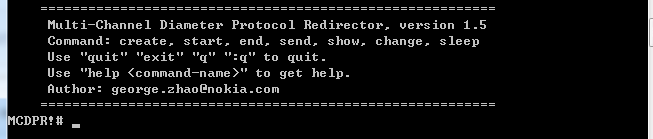 ========================================================
Multi-Channel Diameter Protocol Redirector, version 1.5
Command: create, start, end, send, show, change, sleep
Use "quit" "exit" "q" ":q" to quit.
Use "help <command-name>" to get help.
Author: george.zhao@nokia.com
========================================================
MCDPR!# _